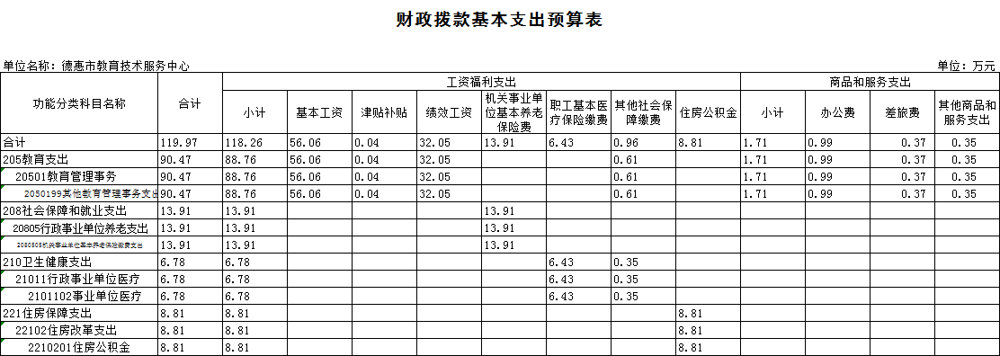 财政拨款基本支出预算表
单位名称：德惠市教育技术服务中心 单位：万元
功能分类科目名称 合计 工资福利支出 商品和服务支出
小计 基本工资 津贴补贴 绩效工资 机关事业单位基本养老保险费 职工基本医疗保险缴费 其他社会保障缴费 住房公积金 小计 办公费 差旅费 其他商品和服务支出
合计 119.97 118.26 56.06 0.04 32.05 13.91 6.43 0.96 8.81 1.71 0.99 0.37 0.35
205教育支出 90.47 88.76 56.06 0.04 32.05 0.61 1.71 0.99 0.37 0.35
20501教育管理事务 90.47 88.76 56.06 0.04 32.05 0.61 1.71 0.99 0.37 0.35
2050199其他教育管理事务支出 90.47 88.76 56.06 0.04 32.05 0.61 1.71 0.99 0.37 0.35
208社会保障和就业支出 13.91 13.91 13.91
20805行政事业单位养老支出 13.91 13.91 13.91
2080505机关事业单位基本养老保险缴费支出 13.91 13.91 13.91
210卫生健康支出 6.78 6.78 6.43 0.35
21011行政事业单位医疗 6.78 6.78 6.43 0.35
2101102事业单位医疗 6.78 6.78 6.43 0.35
221住房保障支出 8.81 8.81 8.81
22102住房改革支出 8.81 8.81 8.81
2210201住房公积金 8.81 8.81 8.81